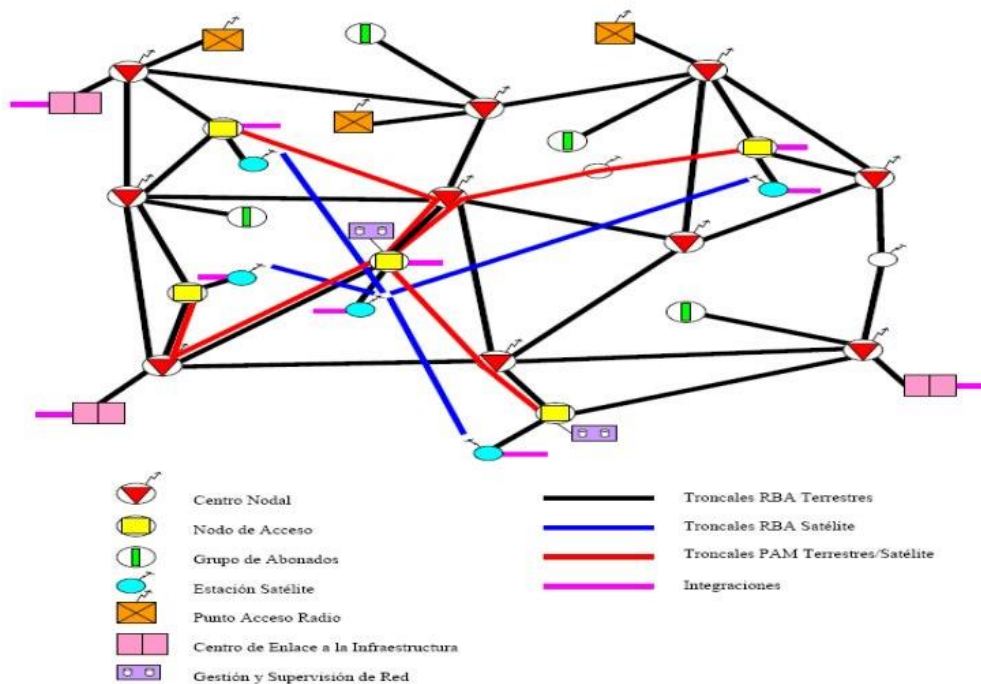 Centro Nodal
Nodo de Acceso
Grupo de Abonados
Estación Satélite
Punto Acceso Radio
Centro de Enlace a la Infraestructura
Gestión y Supervisión de Red
Troncales RBA Terrestres
Troncales RBA Satélite
Troncales PAM Terrestres/Satélite
Integraciones